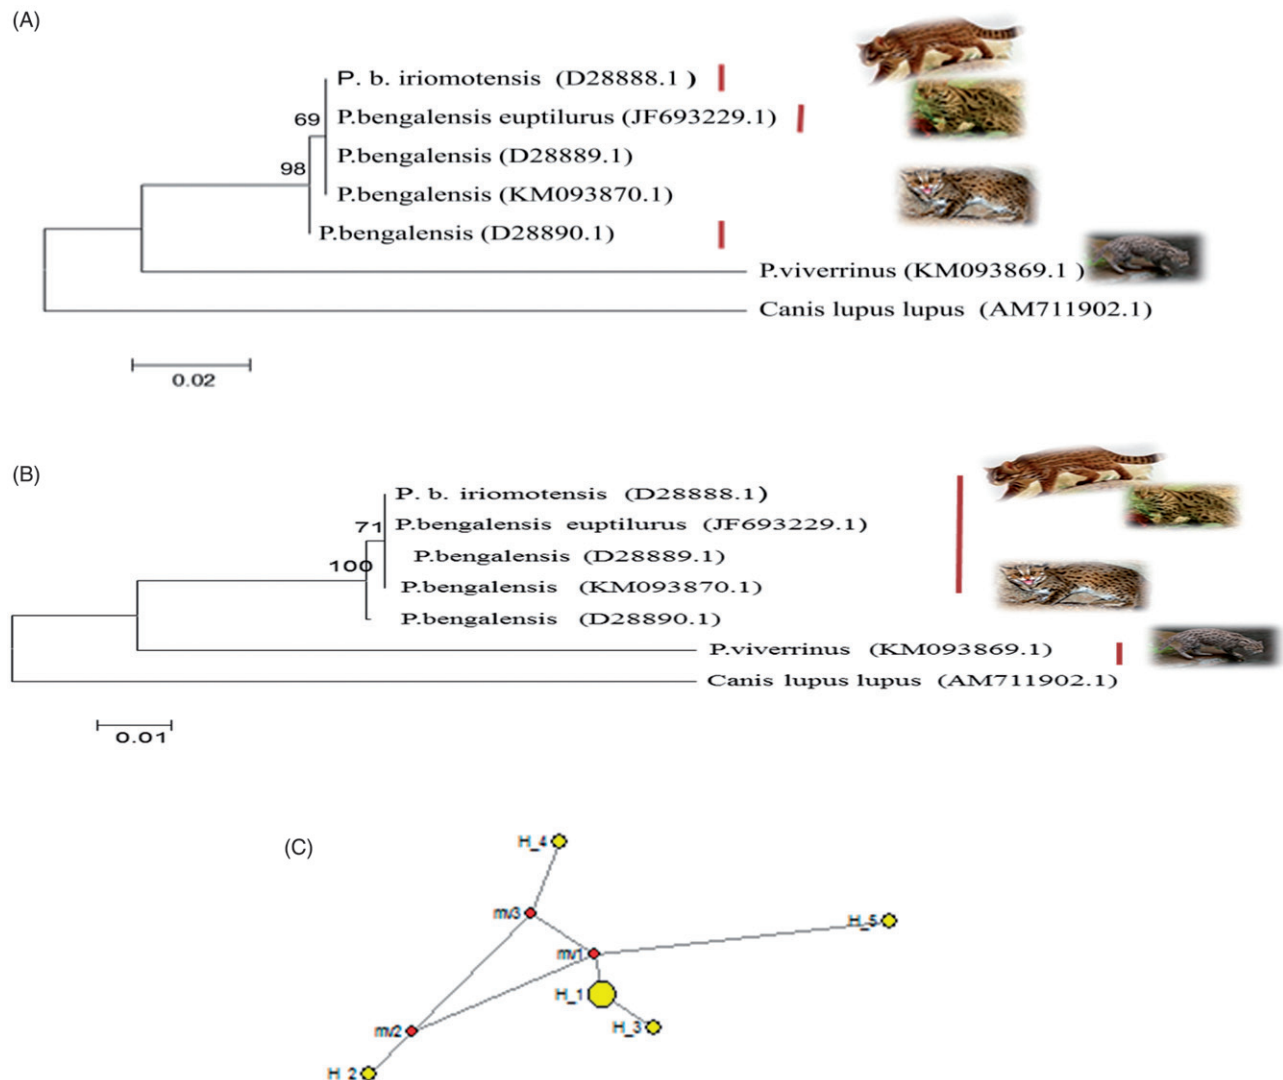 (A)
P. b. iriomotensis (D28888.1 )
69
P.bengalensis euptilurus (JF693229.1)
P.bengalensis (D28889.1)
98
P.bengalensis (KM093870.1)
P.bengalensis (D28890.1)
P.viverrinus (KM093869.1 )
Canis lupus lupus (AM711902.1)
0.02
(B)
P. b. iriomotensis (D28888.1)
71
P.bengalensis euptilurus (JF693229.1)
P.bengalensis (D28889.1)
100
P.bengalensis (KM093870.1)
P.bengalensis (D28890.1)
P.viverrinus (KM093869.1)
Canis lupus lupus (AM711902.1)
0.01
(C)
H_4
mv3
H_5
mv1
H_1
H_3
mv2
H_2